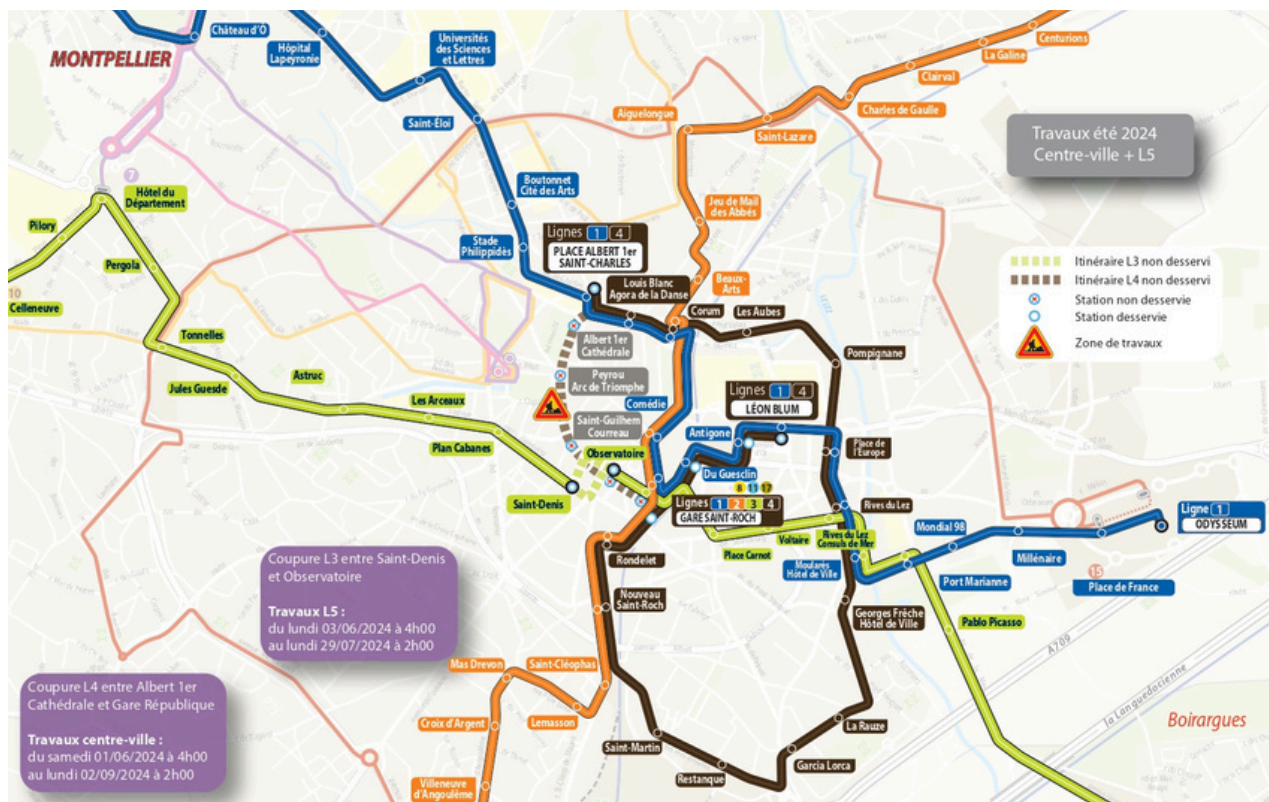 MONTPELLIER
Château d'Ô
Hôpital
Lapeyronie
Universités
des Sciences
et Lettres
Saint-Éloi
Boutonnet
Cité des Arts
Stade
Philippidès
Lignes 1 4
PLACE ALBERT 1er
SAINT-CHARLES
Louis Blanc
Agora de la Danse
Corum
Les Aubes
Pompignane
Aiguelongue
Saint-Lazare
Charles de Gaulle
Clairval
La Galine
Centurions
Jeu de Mail
des Abbés
Beaux-
Arts
Travaux été 2024
Centre-ville + L5
Itinéraire L3 non desservi
Itinéraire L4 non desservi
Station non desservie
Station desservie
Zone de travaux
7
Hôtel du
Département
Pilory
Pergola
10
Celleneuve
Tonnelles
Jules Guesde
Astruc
Les Arceaux
Plan Cabanes
Saint-Denis
Albert 1er
Cathédrale
Peyrou
Arc de Triomphe
Saint-Guilhem
Courreau
Observatoire
Comédie
Lignes 1 4
LÉON BLUM
Antigone
Du Guesclin
8 11 17
Lignes 1 2 3 4
GARE SAINT-ROCH
Place de
l'Europe
Rives du Lez
Place Carnot
Voltaire
Rives du Lez
Consuls de Mer
Moularès
Hôtel de Ville
Mondial 98
Port Marianne
Millénaire
15
Place de France
Ligne 1
ODYSSEUM
Pablo Picasso
Georges Frêche
Hôtel de Ville
La Rauze
Garcia Lorca
Restanque
Saint-Martin
Rondelet
Nouveau
Saint-Roch
Saint-Cléophas
Mas Drevon
Lemasson
Croix d'Argent
Villeneuve
d'Angoulême
Coupure L3 entre Saint-Denis
et Observatoire
Travaux L5 :
du lundi 03/06/2024 à 4h00
au lundi 29/07/2024 à 2h00
Coupure L4 entre Albert 1er
Cathédrale et Gare République
Travaux centre-ville :
du samedi 01/06/2024 à 4h00
au lundi 02/09/2024 à 2h00
A709
la Languedocienne
Boirargues